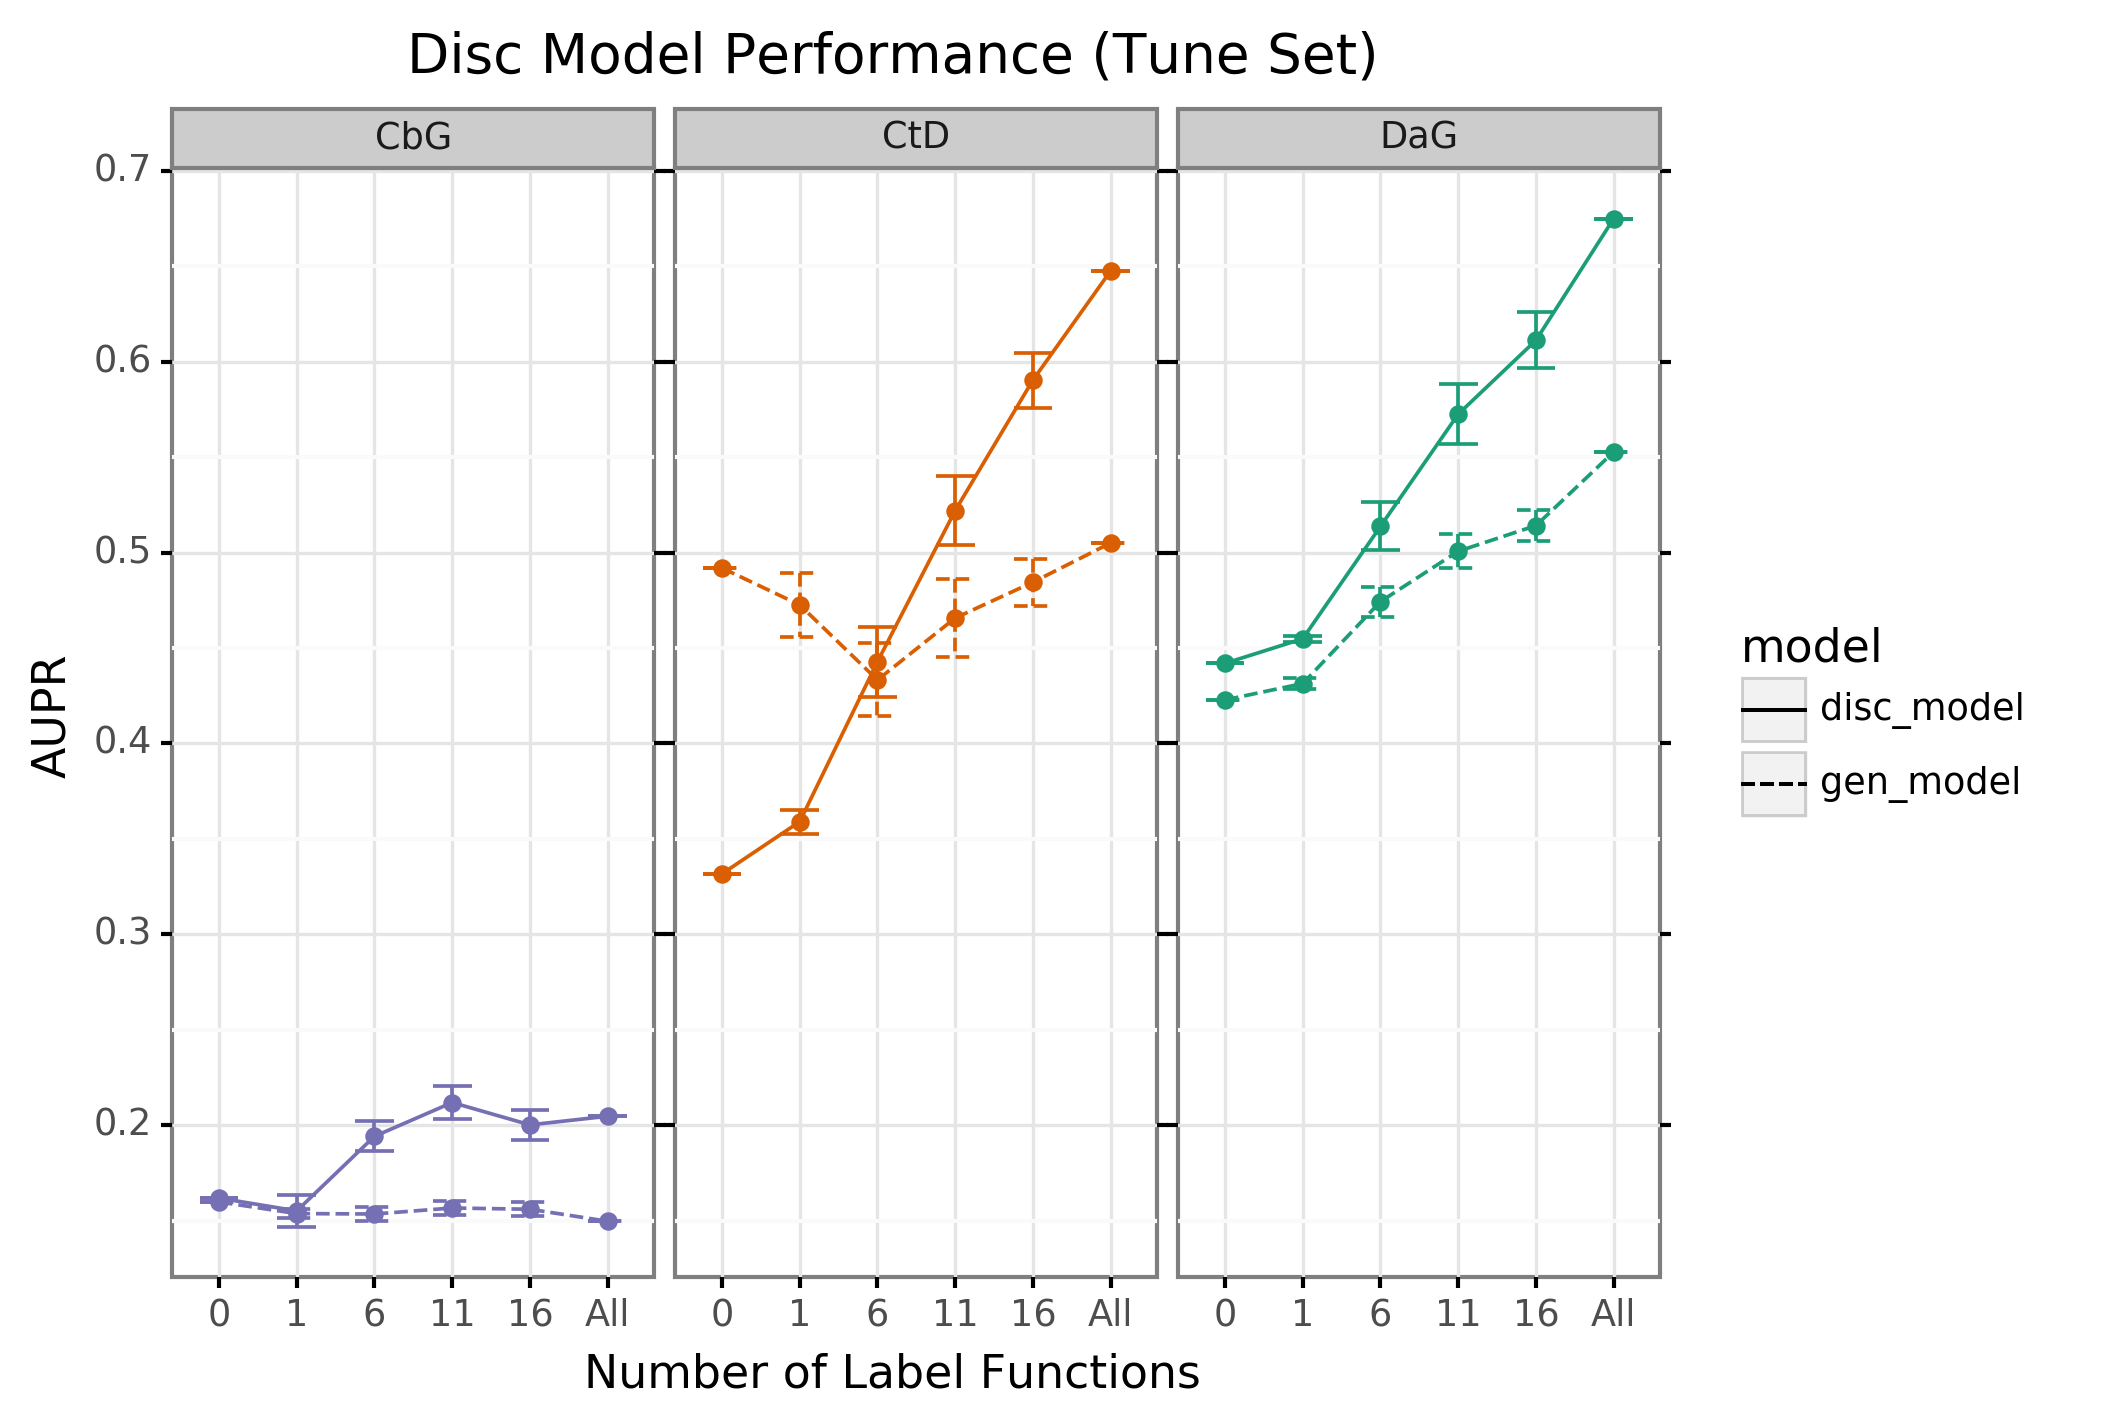 Disc Model Performance (Tune Set)
CbG
CtD
DaG
0.7
0.6
0.5
0.4
0.3
0.2
AUPR
0 1 6 11 16 All
0 1 6 11 16 All
0 1 6 11 16 All
Number of Label Functions
model
disc_model
gen_model